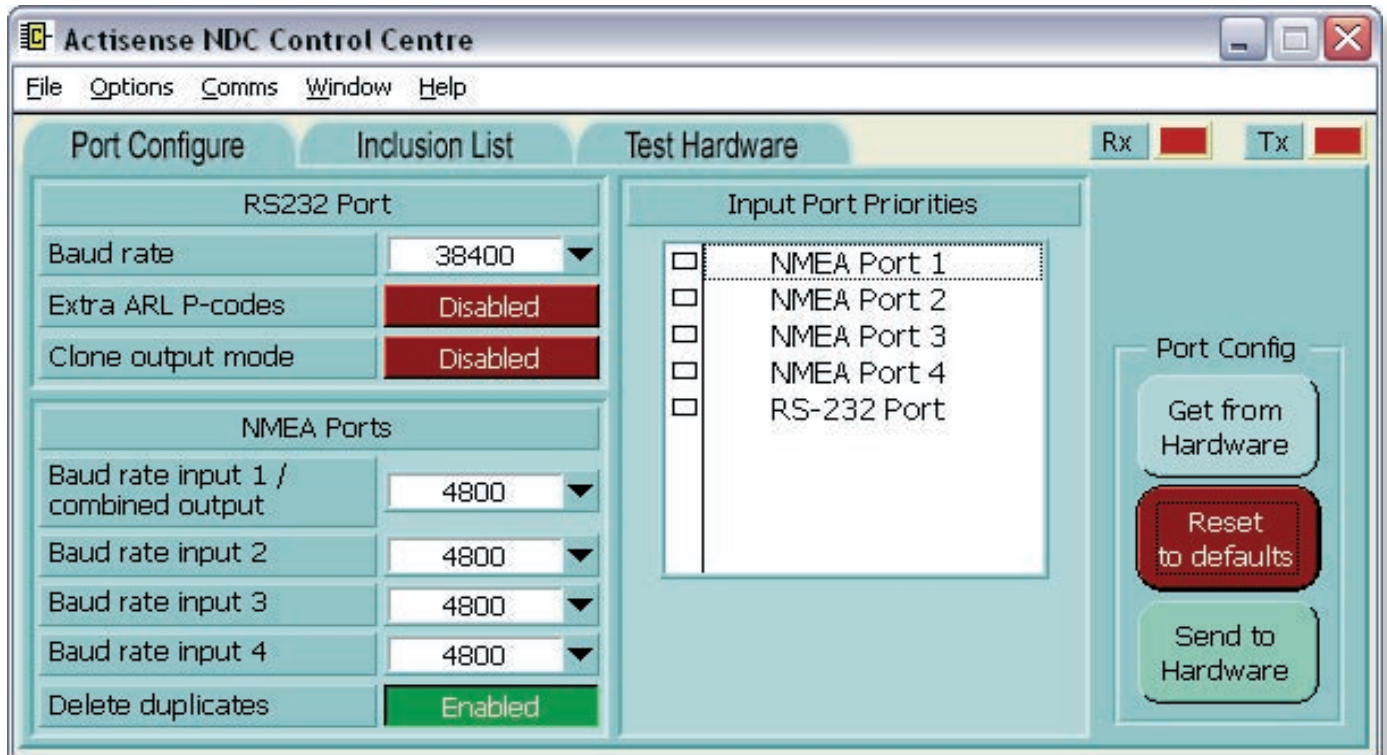 Actisense NDC Control Centre
File Options Comms Window Help
Port Configure
Inclusion List
Test Hardware
Rx
Tx
RS232 Port
Baud rate
38400
Extra ARL P-codes
Disabled
Clone output mode
Disabled
NMEA Ports
Baud rate input 1 /
combined output
4800
Baud rate input 2
4800
Baud rate input 3
4800
Baud rate input 4
4800
Delete duplicates
Enabled
Input Port Priorities
NMEA Port 1
NMEA Port 2
NMEA Port 3
NMEA Port 4
RS-232 Port
Port Config
Get from
Hardware
Reset
to defaults
Send to
Hardware